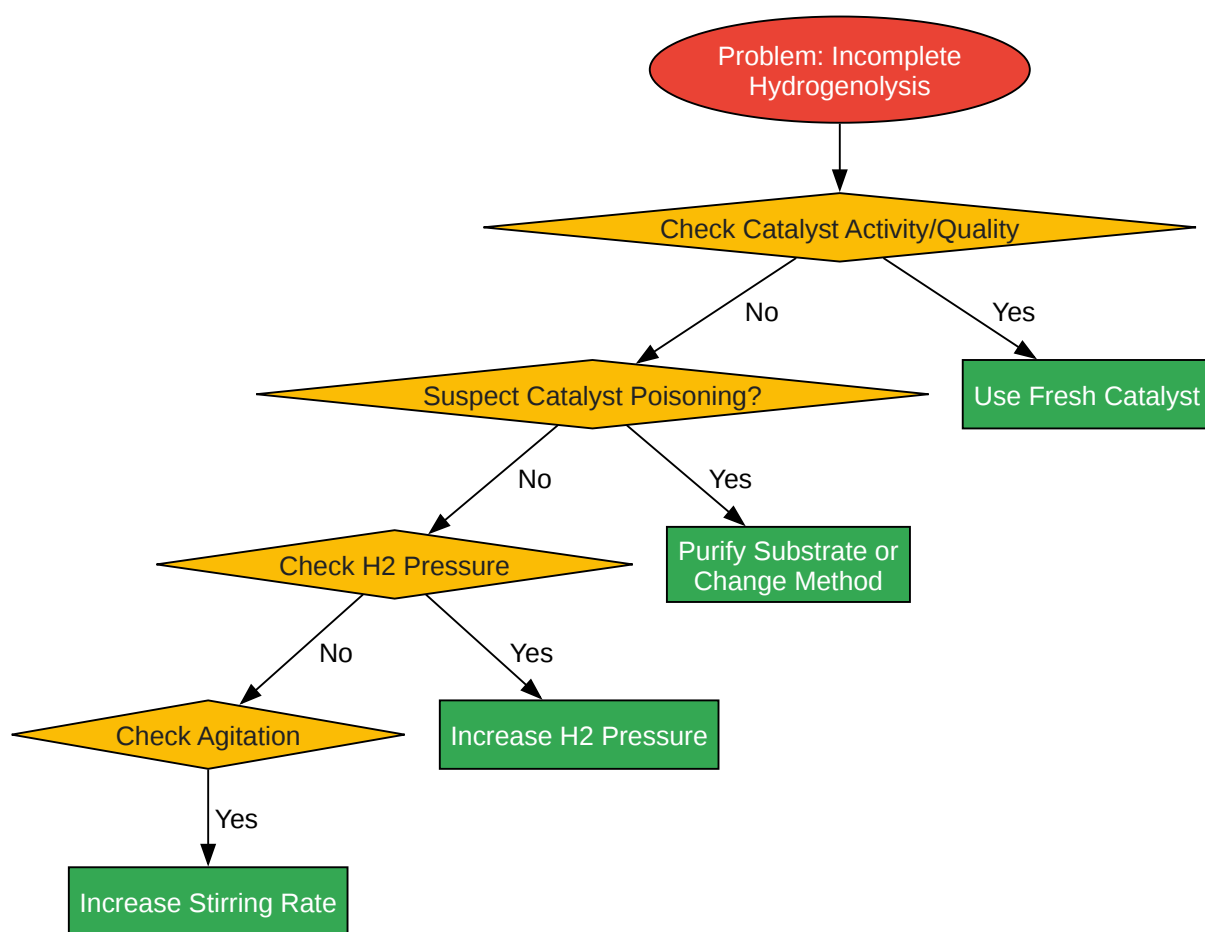 Problem: Incomplete
Hydrogenolysis
Check Catalyst Activity/Quality
No
Yes
Suspect Catalyst Poisoning?
Use Fresh Catalyst
No
Yes
Check H2 Pressure
Purify Substrate or
Change Method
No
Yes
Check Agitation
Increase H2 Pressure
Yes
Increase Stirring Rate